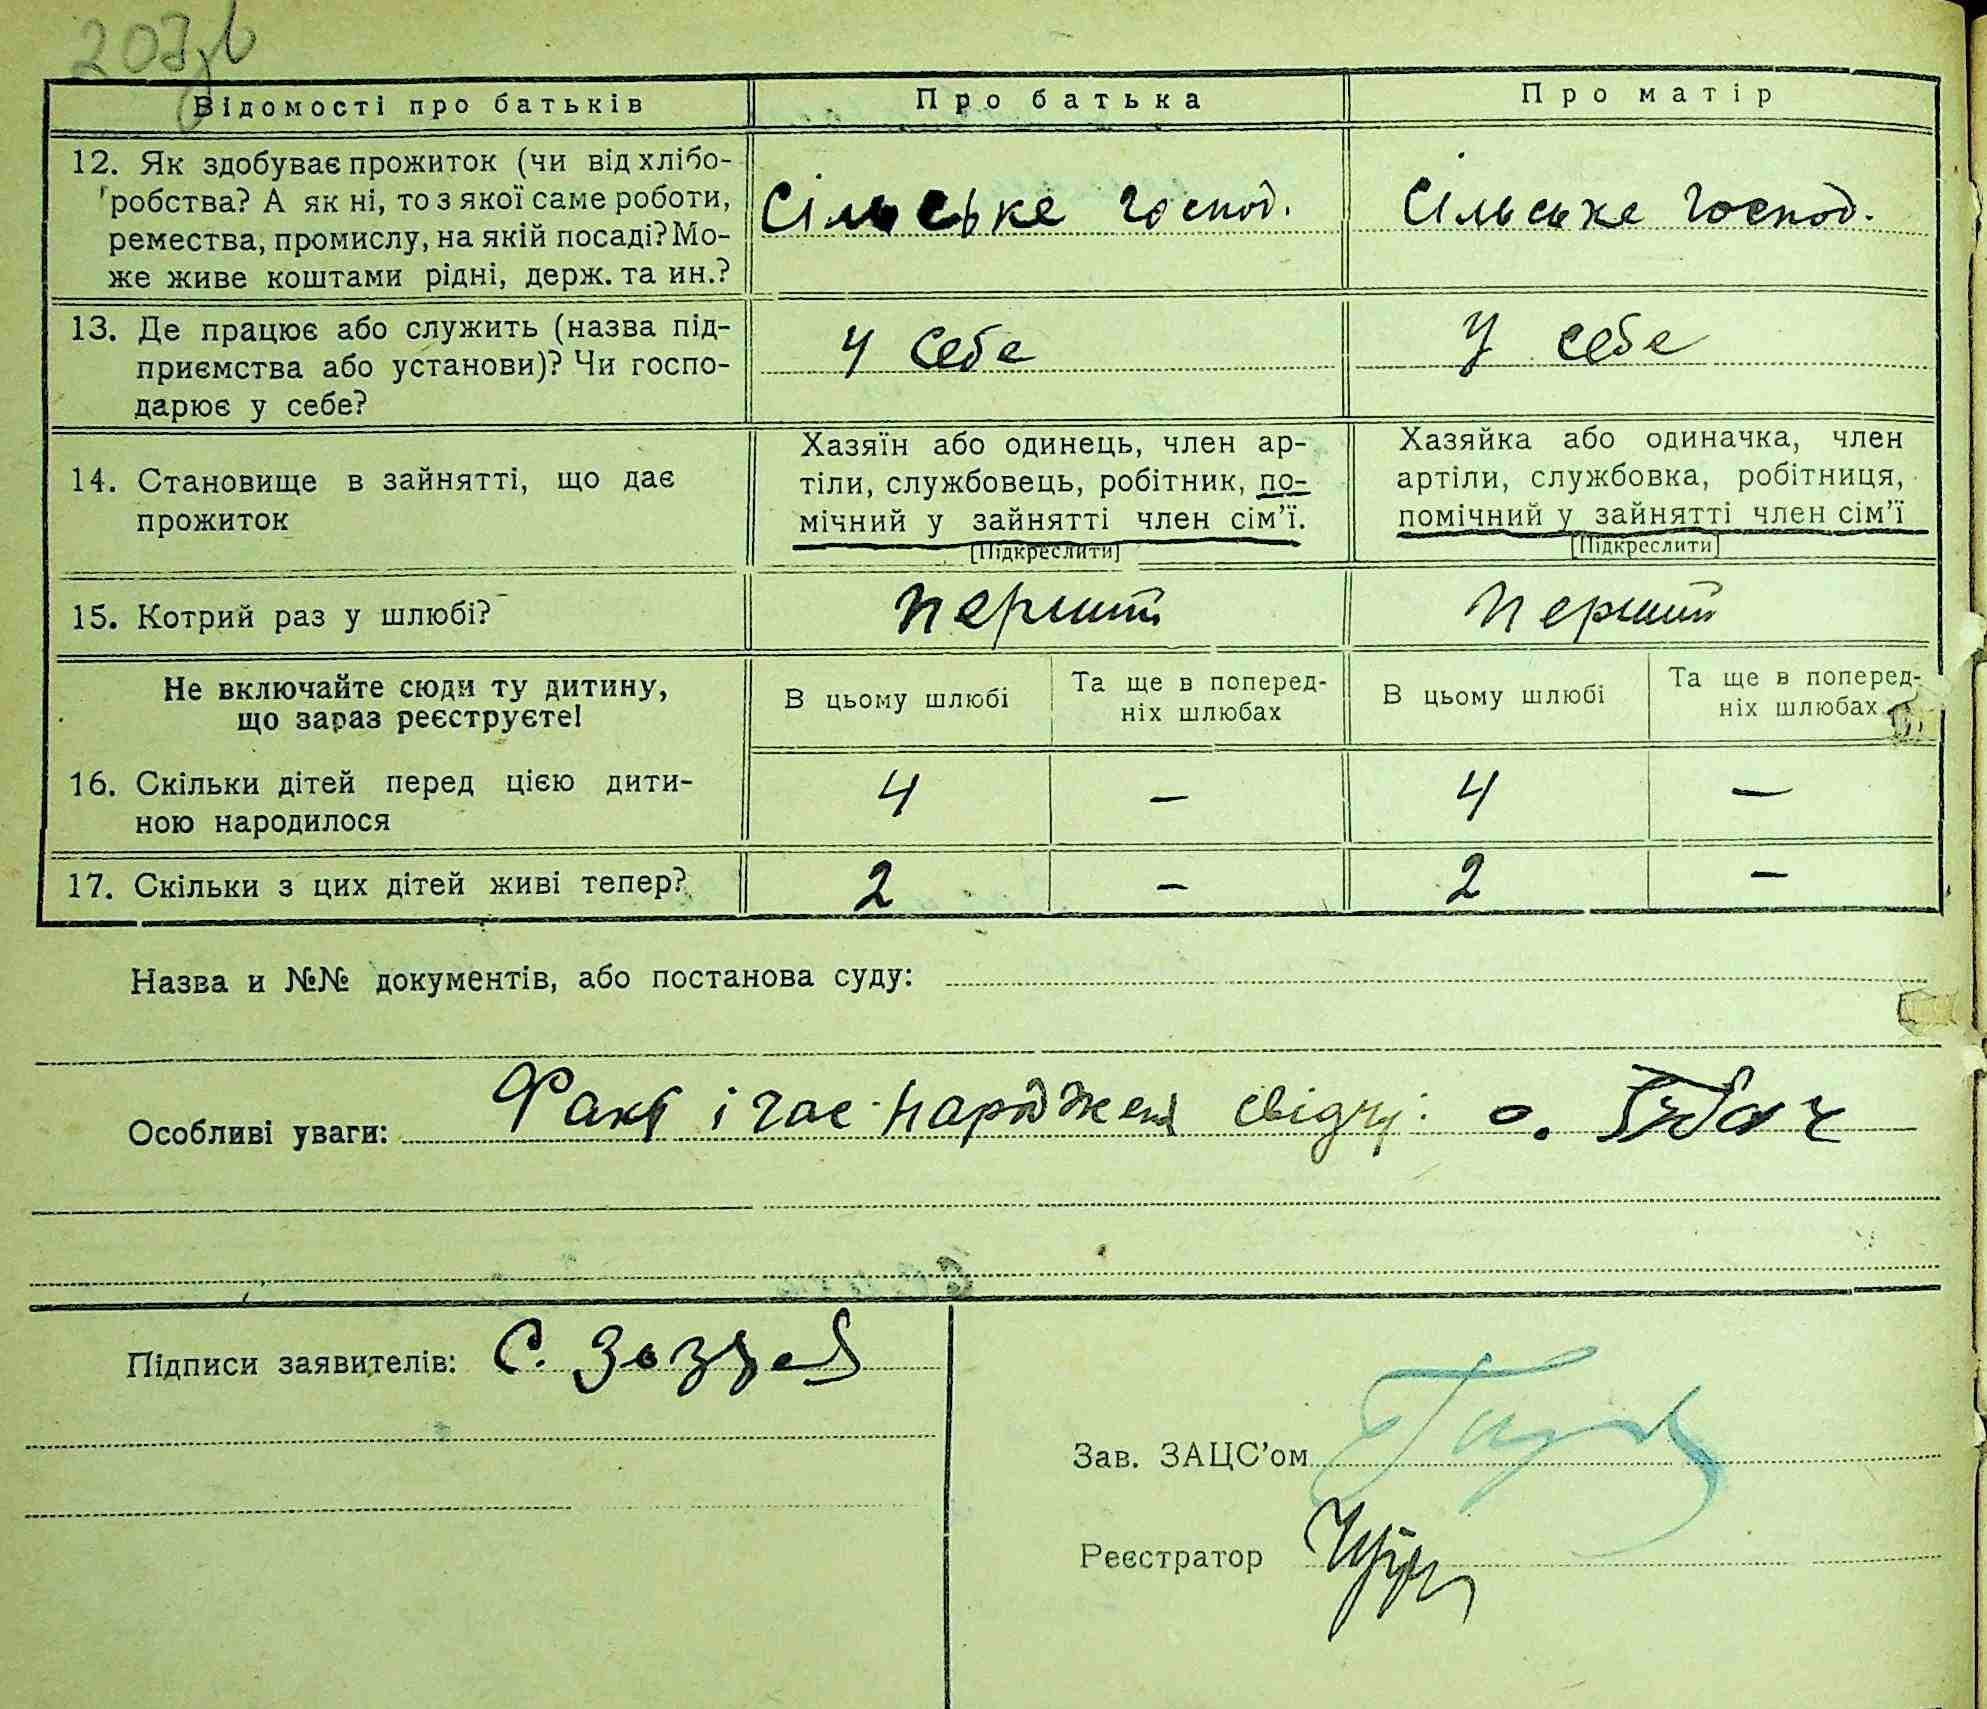 207зв
Відомості про батьків Про батька Про матір
12. Як здобуває прожиток (чи від хлібо-
робства? А як ні, то з якої саме роботи,
ремества, промислу, на якій посаді? Мо-
же живе коштами рідні, держ. та ин.?
Сільське господ. Сільське господ.
13. Де працює або служить (назва під-
приємства або установи)? Чи госпо-
дарює у себе?
У себе У себе
14. Становище в зайнятті, що дає
прожиток
Хазяїн або одинець, член ар-
тіли, службовець, робітник, по-
мічний у зайнятті член сім'ї.
[Підкреслити]
Хазяйка або одиначка, член
артіли, службовка, робітниця,
помічний у зайнятті член сім'ї
[Підкреслити]
15. Котрий раз у шлюбі? перший перший
Не включайте сюди ту дитину,
що зараз реєструєте!
В цьому шлюбі
Та ще в поперед-
ніх шлюбах
В цьому шлюбі
Та ще в поперед-
ніх шлюбах
16. Скільки дітей перед цією дити-
ною народилося
4 – 4 –
17. Скільки з цих дітей живі тепер? 2 – 2 –
Назва и №№ документів, або постанова суду:
Особливі уваги: Факт і час народженя свідчу: о.
Підписи заявителів: С.
Зав. ЗАЦС'ом
Реєстратор